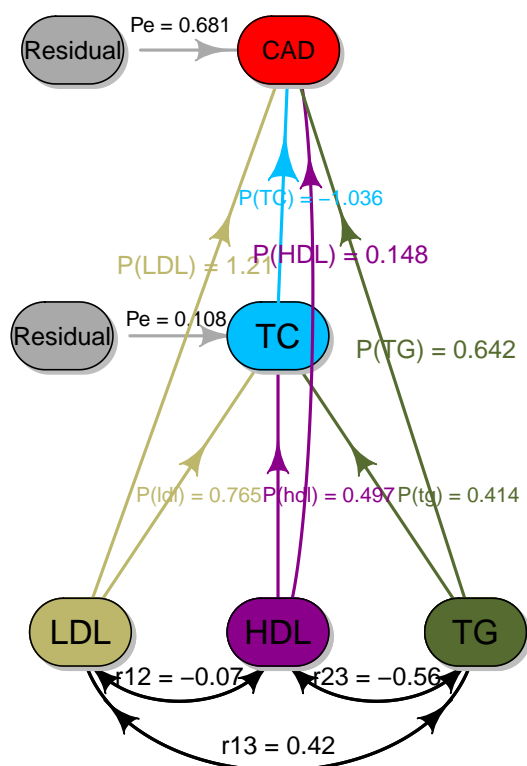 Pe = 0.681
Residual
CAD
P(TC) = −1.036
P(HDL) = 0.148
P(LDL) = 1.21
Pe = 0.108
Residual
TC
P(TG) = 0.642
P(ldl) = 0.765
P(hdl) = 0.497
P(tg) = 0.414
LDL
HDL
TG
r12 = −0.07
r23 = −0.56
r13 = 0.42